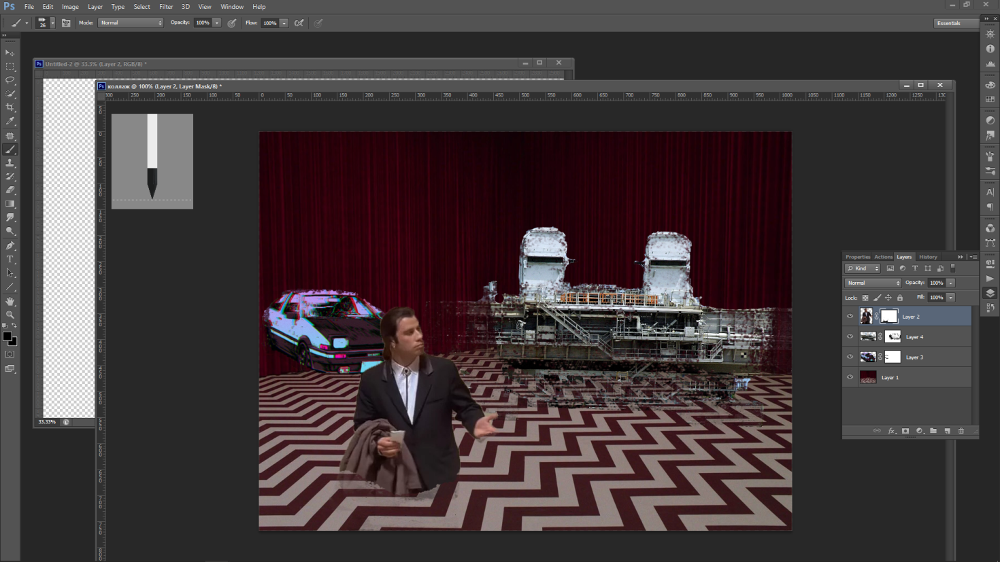 Ps File Edit Image Layer Type Select Filter 3D View Window Help
26 Mode: Normal Opacity: 100% Flow: 100% Essentials
Ps Untitled-2 @ 33.3% (Layer 2, RGB/8) *
Ps коллаж @ 100% (Layer 2, Layer Mask/8) *
300 250 200 150 100 50 0 50 100 150 200 250 300 350 400 450 500 550 600 650 700 750 800 850 900 950 1000 1050 1100 1150 1200 1250 130
Properties Actions Layers History
Kind
Normal Opacity: 100%
Lock: Fill: 100%
Layer 2
Layer 4
Layer 3
Layer 1
33.33%